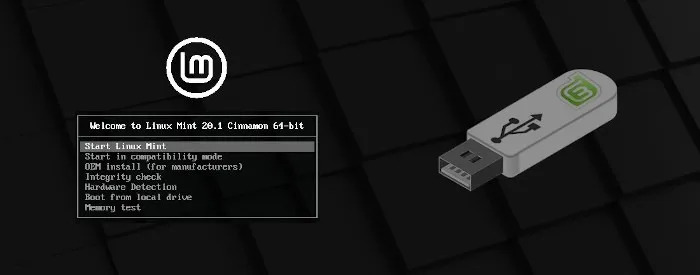 Welcome to Linux Mint 20.1 Cinnamon 64-bit
Start Linux Mint
Start in compatibility mode
OEM install (for manufacturers)
Integrity check
Hardware Detection
Boot from local drive
Memory test